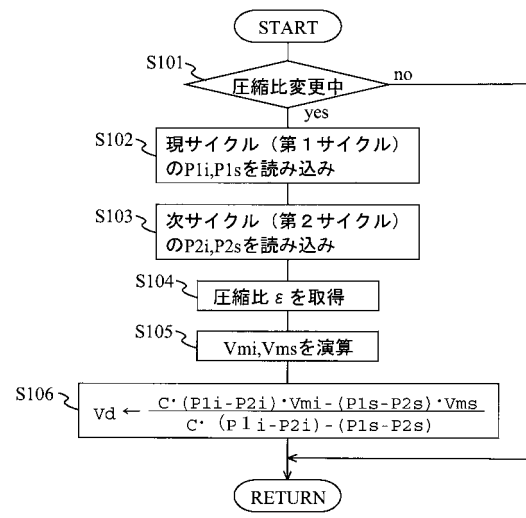 START
S101
圧縮比変更中
no
yes
S102
現サイクル（第１サイクル）
のP1i,P1sを読み込み
S103
次サイクル（第２サイクル）
のP2i,P2sを読み込み
S104
圧縮比εを取得
S105
Vmi,Vmsを演算
S106
Vd ← C・(P1i-P2i)・Vmi-(P1s-P2s)・Vms
C・(P１i-P2i)-(P1s-P2s)
RETURN